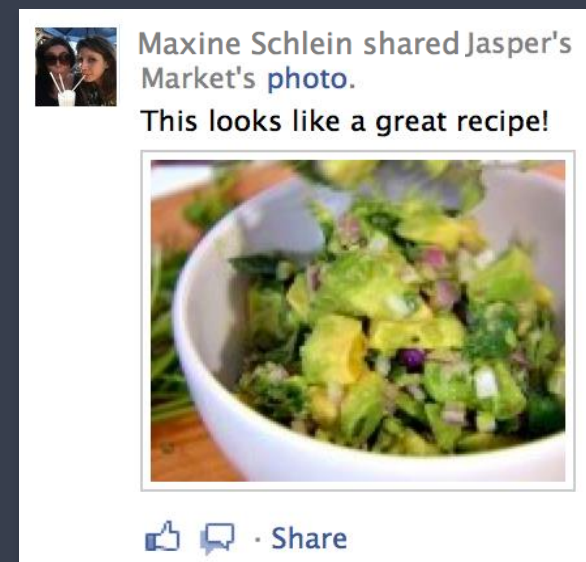 Maxine Schlein shared Jasper's
Market's photo.
This looks like a great recipe!
· Share